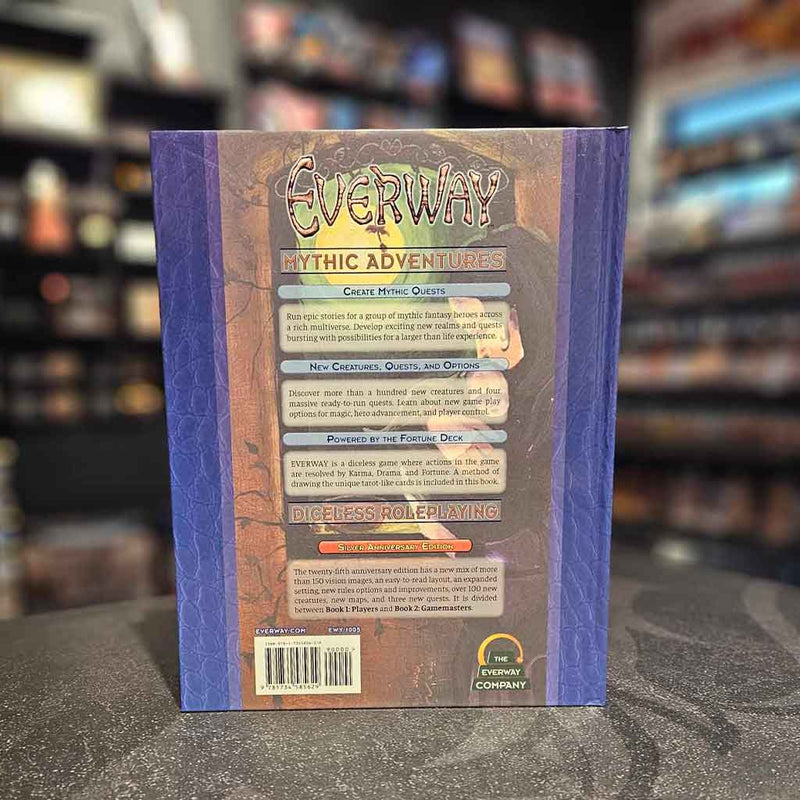 EVERWAY
MYTHIC ADVENTURES
CREATE MYTHIC QUESTS
Run epic stories for a group of mythic fantasy heroes across
a rich multiverse. Develop exciting new realms and quests
bursting with possibilities for a larger than life experience.
NEW CREATURES, QUESTS, AND OPTIONS
Discover more than a hundred new creatures and four
massive ready-to-run quests. Learn about new game play
options for magic, hero advancement, and player control.
POWERED BY THE FORTUNE DECK
EVERWAY is a diceless game where actions in the game
are resolved by Karma, Drama, and Fortune. A method of
drawing the unique tarot-like cards is included in this book.
DICELESS ROLEPLAYING
SILVER ANNIVERSARY EDITION
The twenty-fifth anniversary edition has a new mix of more
than 150 vision images, an easy-to-read layout, an expanded
setting, new rules options and improvements, over 100 new
creatures, new maps, and three new quests. It is divided
between Book 1: Players and Book 2: Gamemasters.
EVERWAY.COM EWY-1005
90000 >
9 781734 585629
THE
EVERWAY
COMPANY